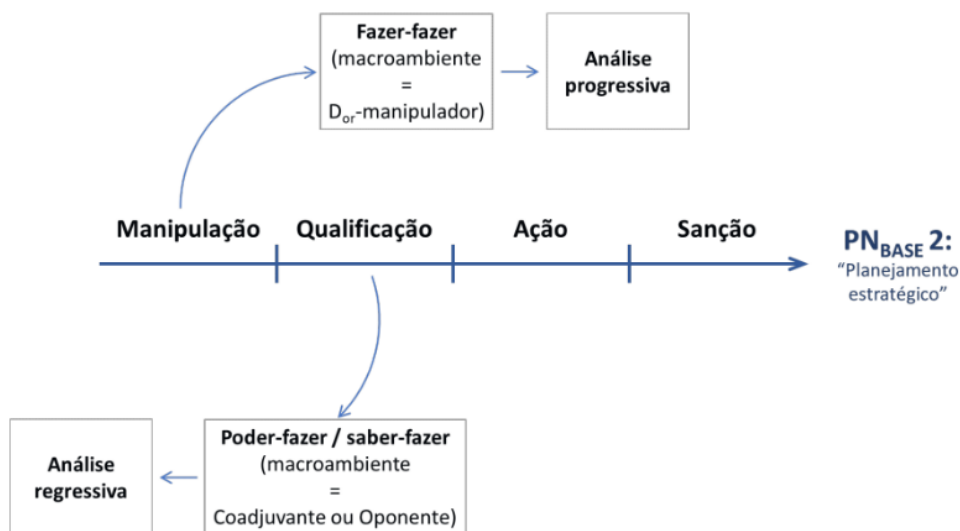 Fazer-fazer
(macroambiente
=
Dor-manipulador)
Análise
progressiva
Manipulação
Qualificação
Ação
Sanção
PNBASE 2:
“Planejamento
estratégico”
Análise
regressiva
Poder-fazer / saber-fazer
(macroambiente
=
Coadjuvante ou Oponente)